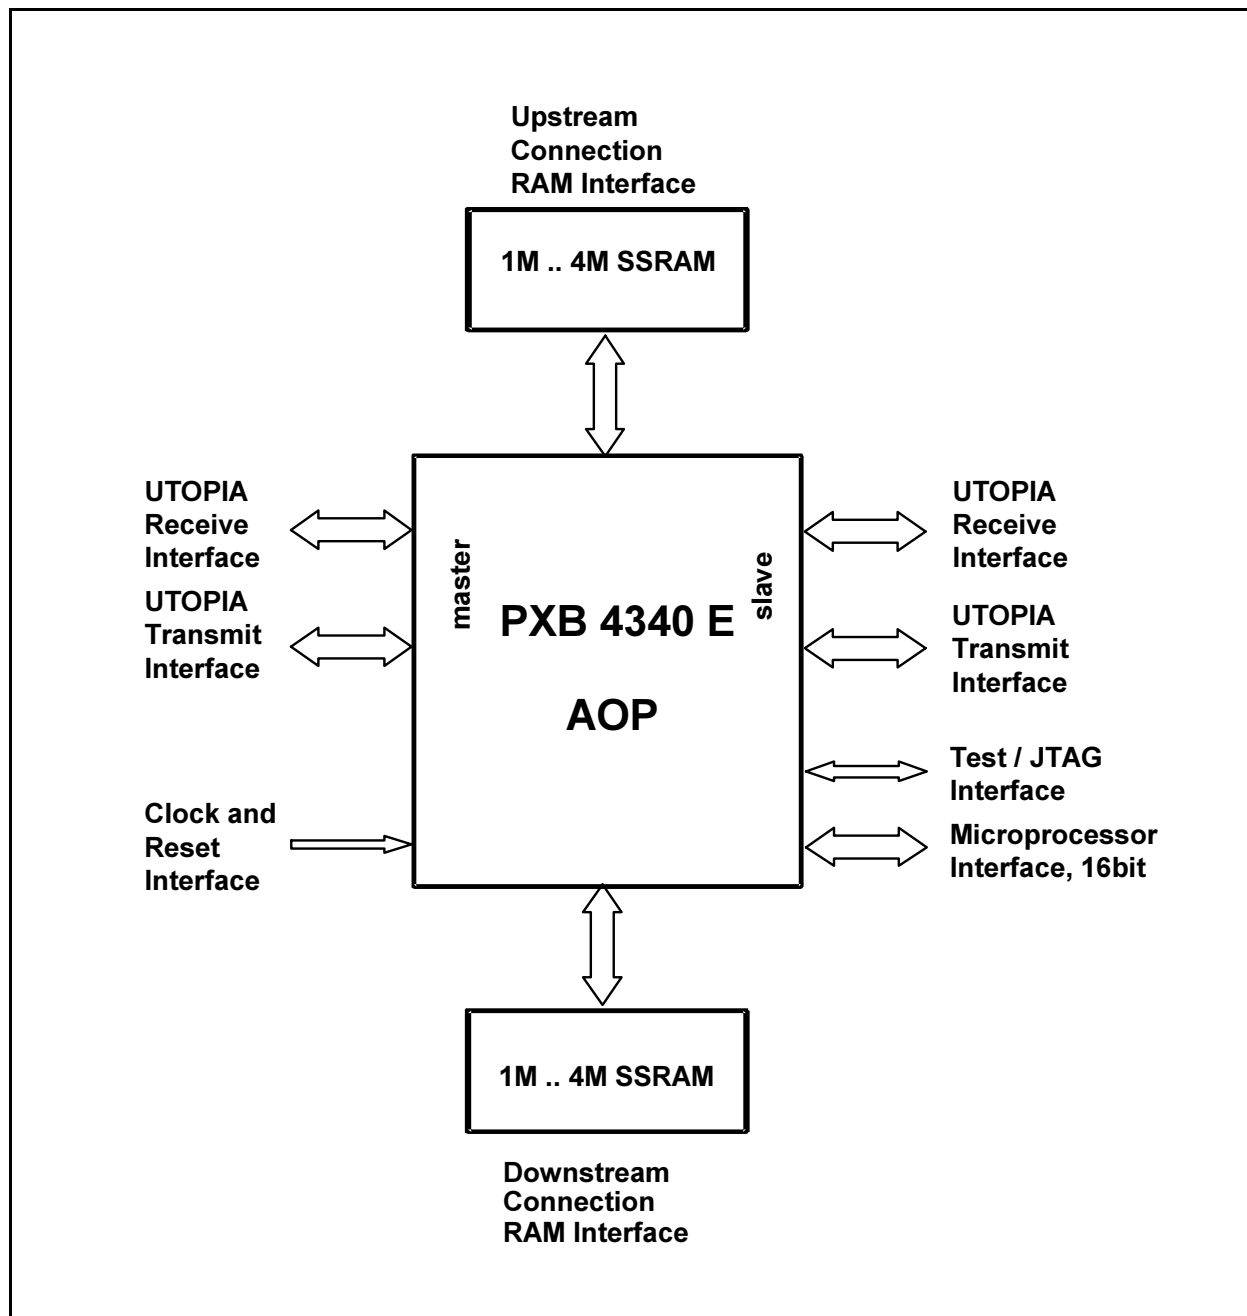 Upstream
Connection
RAM Interface
1M .. 4M SSRAM
UTOPIA
Receive
Interface
UTOPIA
Transmit
Interface
Clock and
Reset
Interface
master
PXB 4340 E
AOP
slave
UTOPIA
Receive
Interface
UTOPIA
Transmit
Interface
Test / JTAG
Interface
Microprocessor
Interface, 16bit
1M .. 4M SSRAM
Downstream
Connection
RAM Interface